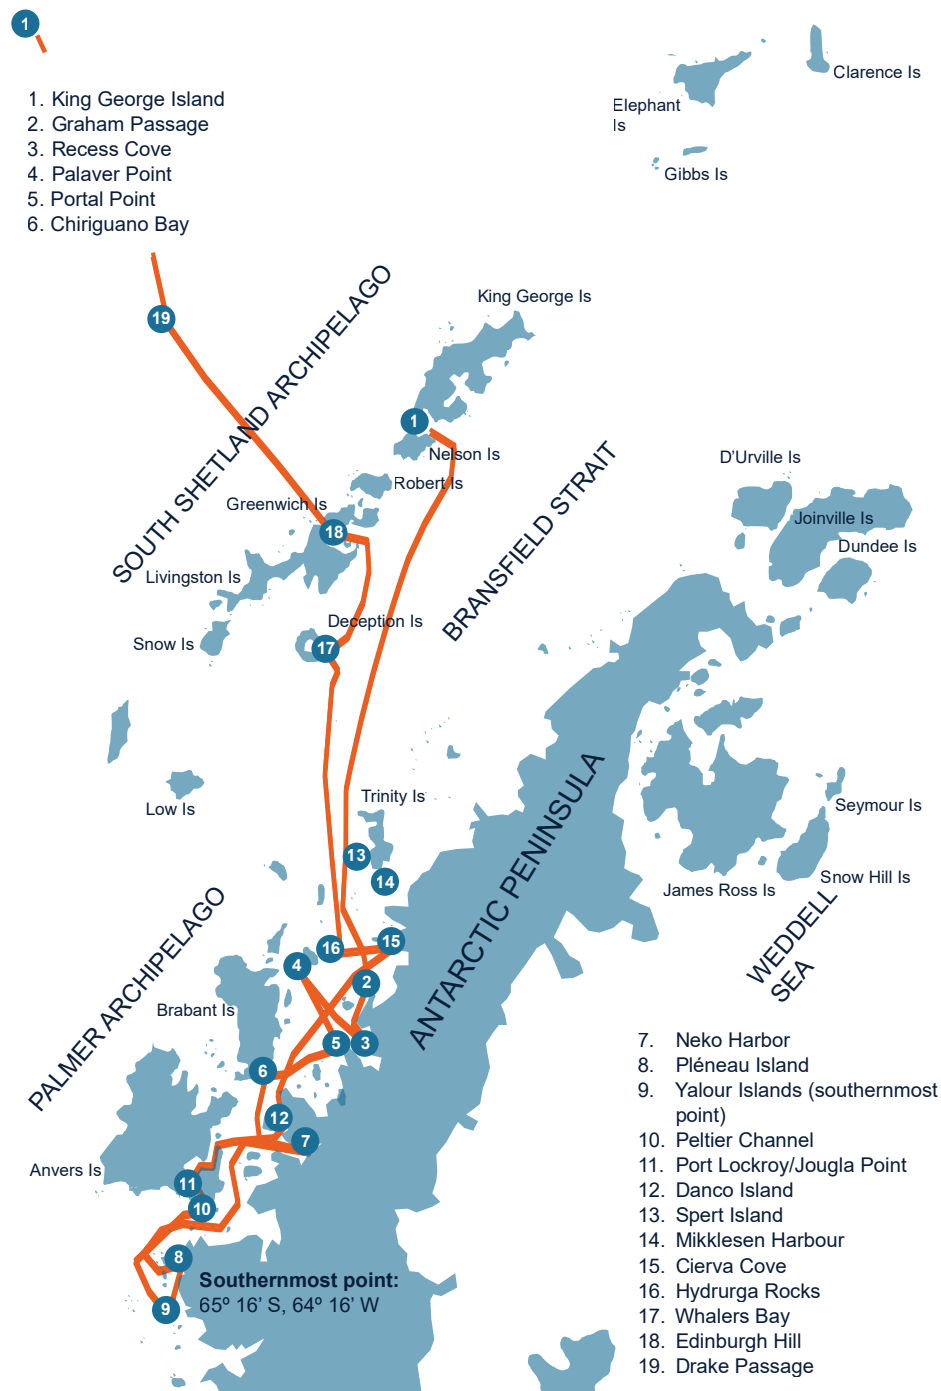 1
1. King George Island
2. Graham Passage
3. Recess Cove
4. Palaver Point
5. Portal Point
6. Chiriguano Bay
Clarence Is
Elephant
Is
Gibbs Is
King George Is
19
SOUTH SHETLAND ARCHIPELAGO
1
Nelson Is
Robert Is
Greenwich Is
18
BRANSFIELD STRAIT
D'Urville Is
Joinville Is
Dundee Is
Livingston Is
Deception Is
Snow Is
17
Low Is
Trinity Is
13
14
ANTARCTIC PENINSULA
Seymour Is
Snow Hill Is
James Ross Is
WEDDELL
SEA
PALMER ARCHIPELAGO
15
16
4
2
Brabant Is
5
3
6
12
7
Anvers Is
11
10
8
9
Southernmost point:
65º 16' S, 64º 16' W
7. Neko Harbor
8. Pléneau Island
9. Yalour Islands (southernmost
point)
10. Peltier Channel
11. Port Lockroy/Jougla Point
12. Danco Island
13. Spert Island
14. Mikklesen Harbour
15. Cierva Cove
16. Hydrurga Rocks
17. Whalers Bay
18. Edinburgh Hill
19. Drake Passage